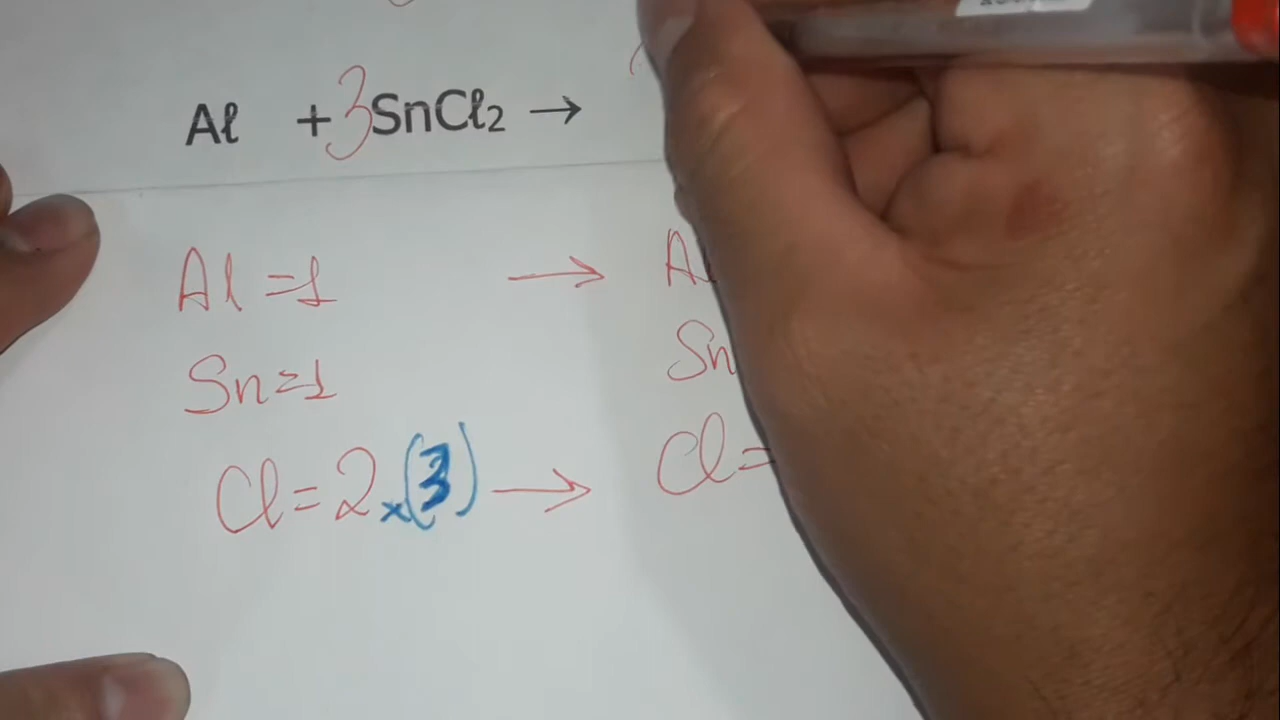 Al + 3SnCl₂ →
Al = 1 → Al
Sn = 1 Sn
Cl = 2 x (3) → Cl =